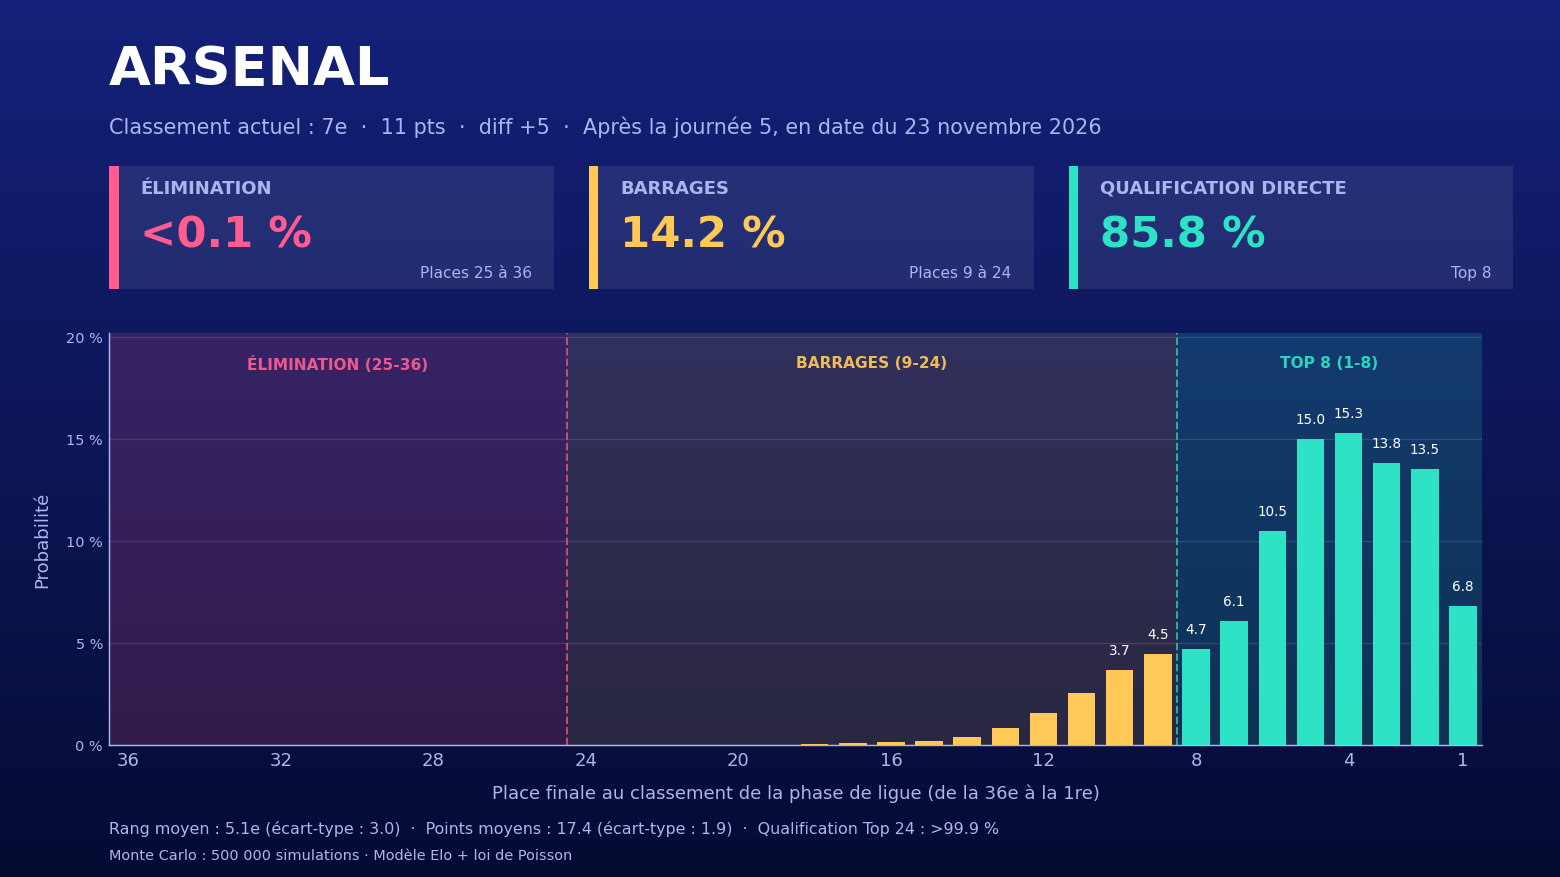 ARSENAL
Classement actuel : 7e · 11 pts · diff +5 · Après la journée 5, en date du 23 novembre 2026
ÉLIMINATION
<0.1 %
Places 25 à 36
BARRAGES
14.2 %
Places 9 à 24
QUALIFICATION DIRECTE
85.8 %
Top 8
ÉLIMINATION (25-36)
BARRAGES (9-24)
TOP 8 (1-8)
20 %
15 %
10 %
5 %
0 %
Probabilité
3.7
4.5
4.7
6.1
10.5
15.0
15.3
13.8
13.5
6.8
36 32 28 24 20 16 12 8 4 1
Place finale au classement de la phase de ligue (de la 36e à la 1re)
Rang moyen : 5.1e (écart-type : 3.0) · Points moyens : 17.4 (écart-type : 1.9) · Qualification Top 24 : >99.9 %
Monte Carlo : 500 000 simulations · Modèle Elo + loi de Poisson